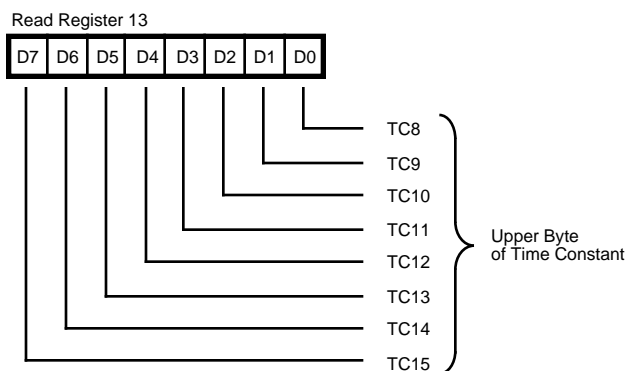 Read Register 13
D7 D6 D5 D4 D3 D2 D1 D0
TC8
TC9
TC10
TC11
TC12
TC13
TC14
TC15
Upper Byte
of Time Constant